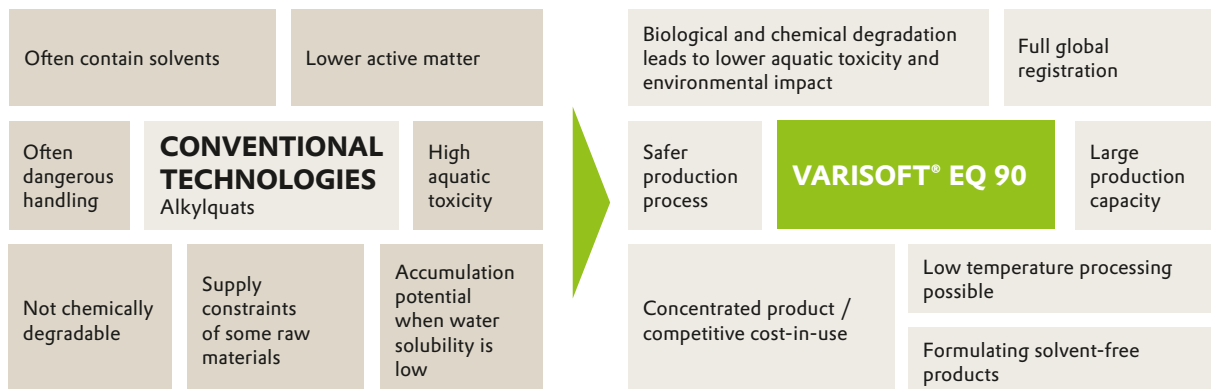 Often contain solvents
Lower active matter
Often
dangerous
handling
CONVENTIONAL
TECHNOLOGIES
Alkylquats
High
aquatic
toxicity
Not chemically
degradable
Supply
constraints
of some raw
materials
Accumulation
potential
when water
solubility is
low
Biological and chemical degradation
leads to lower aquatic toxicity and
environmental impact
Full global
registration
Safer
production
process
VARISOFT® EQ 90
Large
production
capacity
Concentrated product /
competitive cost-in-use
Low temperature processing
possible
Formulating solvent-free
products